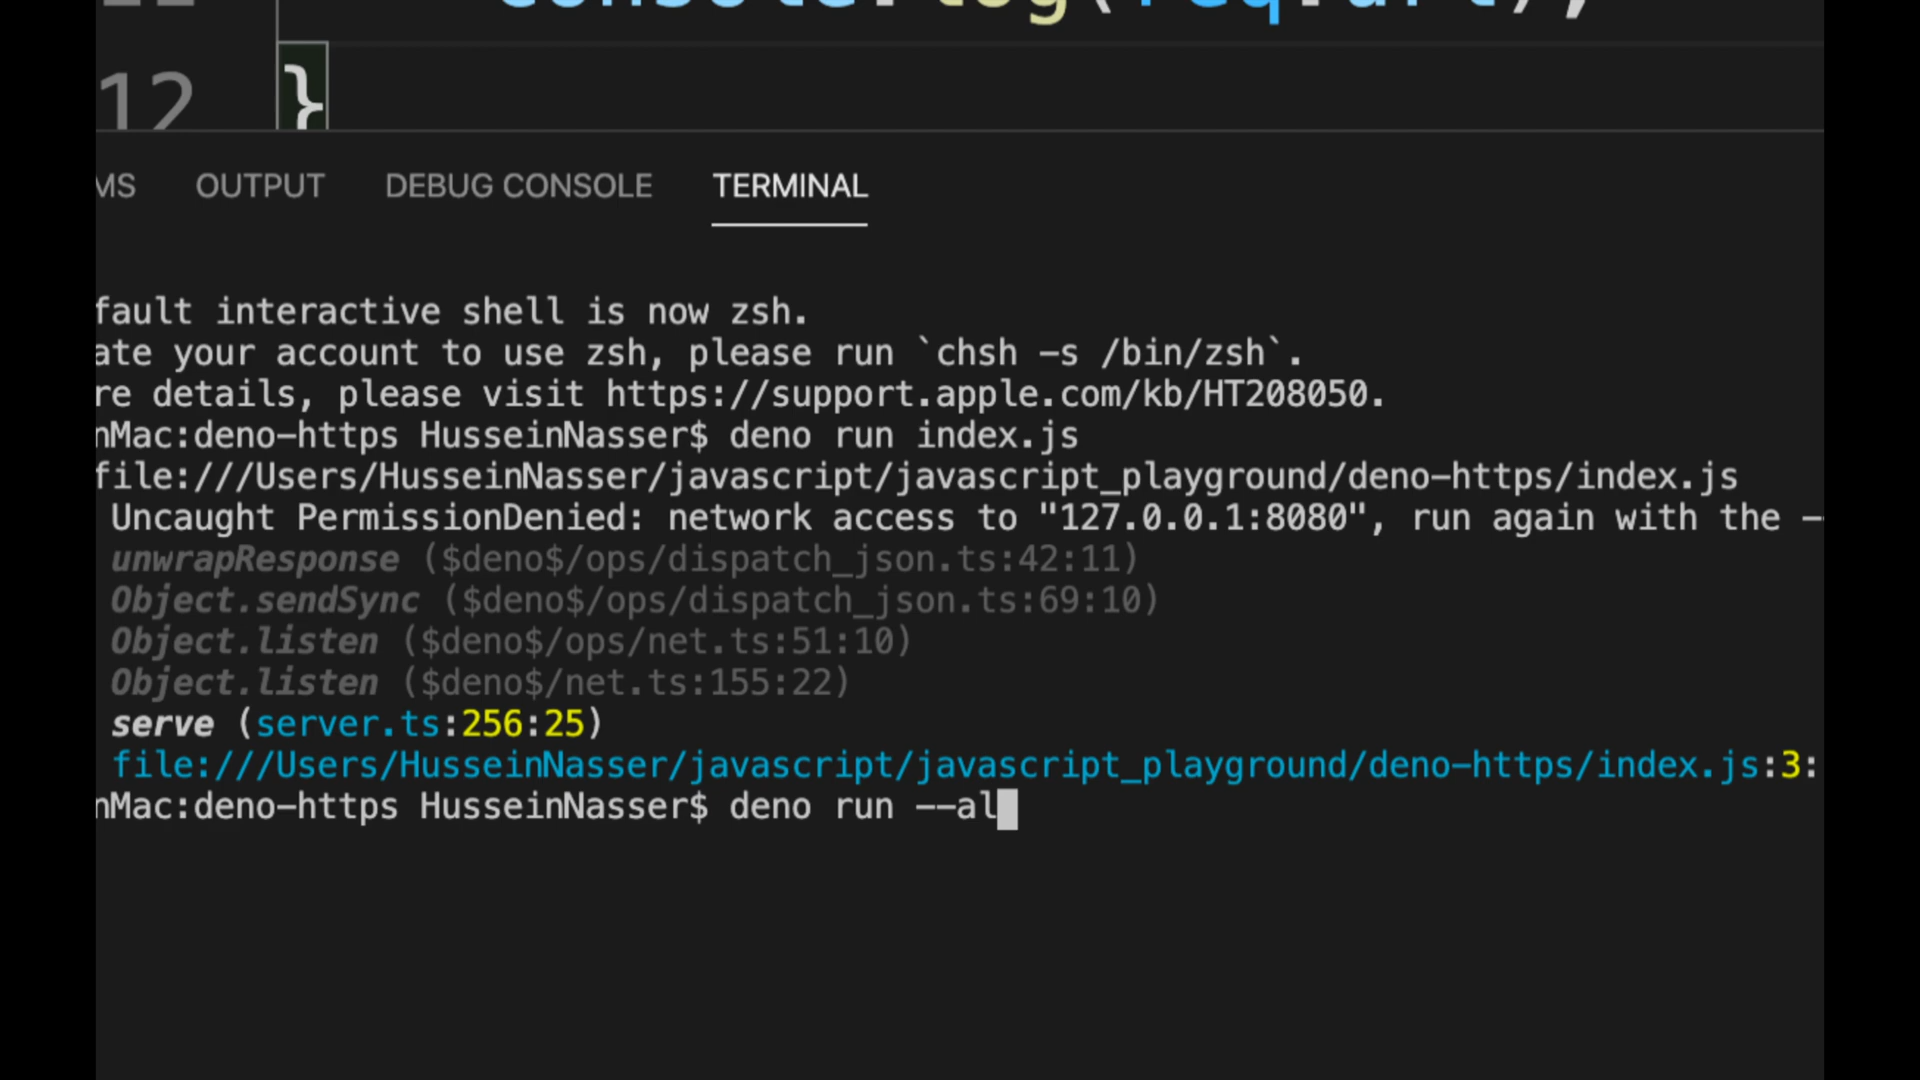 console.log(req.url);
12 }
MS OUTPUT DEBUG CONSOLE TERMINAL
fault interactive shell is now zsh.
ate your account to use zsh, please run `chsh -s /bin/zsh`.
re details, please visit https://support.apple.com/kb/HT208050.
nMac:deno-https HusseinNasser$ deno run index.js
file:///Users/HusseinNasser/javascript/javascript_playground/deno-https/index.js
Uncaught PermissionDenied: network access to "127.0.0.1:8080", run again with the -
unwrapResponse ($deno$/ops/dispatch_json.ts:42:11)
Object.sendSync ($deno$/ops/dispatch_json.ts:69:10)
Object.listen ($deno$/ops/net.ts:51:10)
Object.listen ($deno$/net.ts:155:22)
serve (server.ts:256:25)
file:///Users/HusseinNasser/javascript/javascript_playground/deno-https/index.js:3:
nMac:deno-https HusseinNasser$ deno run --al